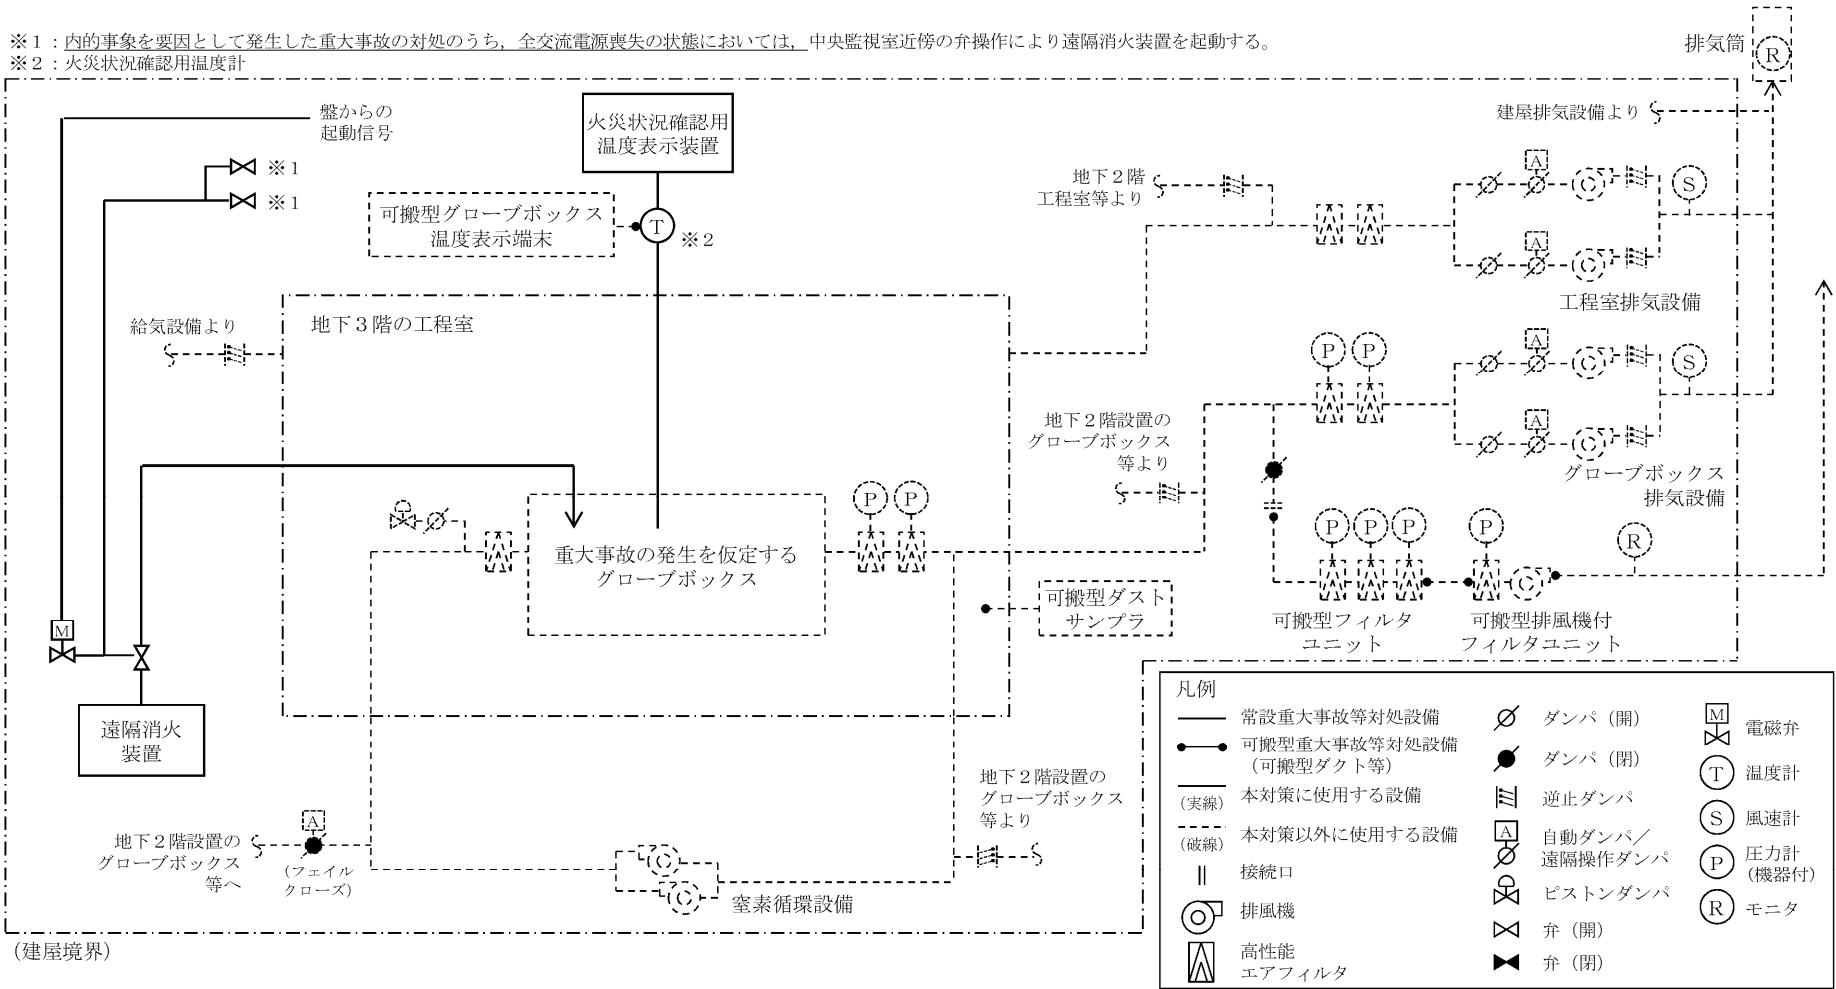 ※１：内的事象を要因として発生した重大事故の対処のうち，全交流電源喪失の状態においては，中央監視室近傍の弁操作により遠隔消火装置を起動する。
※２：火災状況確認用温度計
排気筒
R
盤からの
起動信号
※１
※１
火災状況確認用
温度表示装置
可搬型グローブボックス
温度表示端末
T
※２
建屋排気設備より
地下２階
工程室等より
A
S
A
工程室排気設備
給気設備より
地下３階の工程室
P
P
A
S
A
グローブボックス
排気設備
地下２階設置の
グローブボックス
等より
P
P
重大事故の発生を仮定する
グローブボックス
P
P
P
P
R
可搬型ダスト
サンプラ
可搬型フィルタ
ユニット
可搬型排風機付
フィルタユニット
M
遠隔消火
装置
地下２階設置の
グローブボックス
等へ
A
（フェイル
クローズ）
地下２階設置の
グローブボックス
等より
窒素循環設備
（建屋境界）
凡例
常設重大事故等対処設備
可搬型重大事故等対処設備
（可搬型ダクト等）
（実線）
本対策に使用する設備
（破線）
本対策以外に使用する設備
接続口
排風機
高性能
エアフィルタ
ダンパ（開）
ダンパ（閉）
逆止ダンパ
A
自動ダンパ／
遠隔操作ダンパ
ピストンダンパ
弁（開）
弁（閉）
M
電磁弁
T
温度計
S
風速計
P
圧力計
（機器付）
R
モニタ